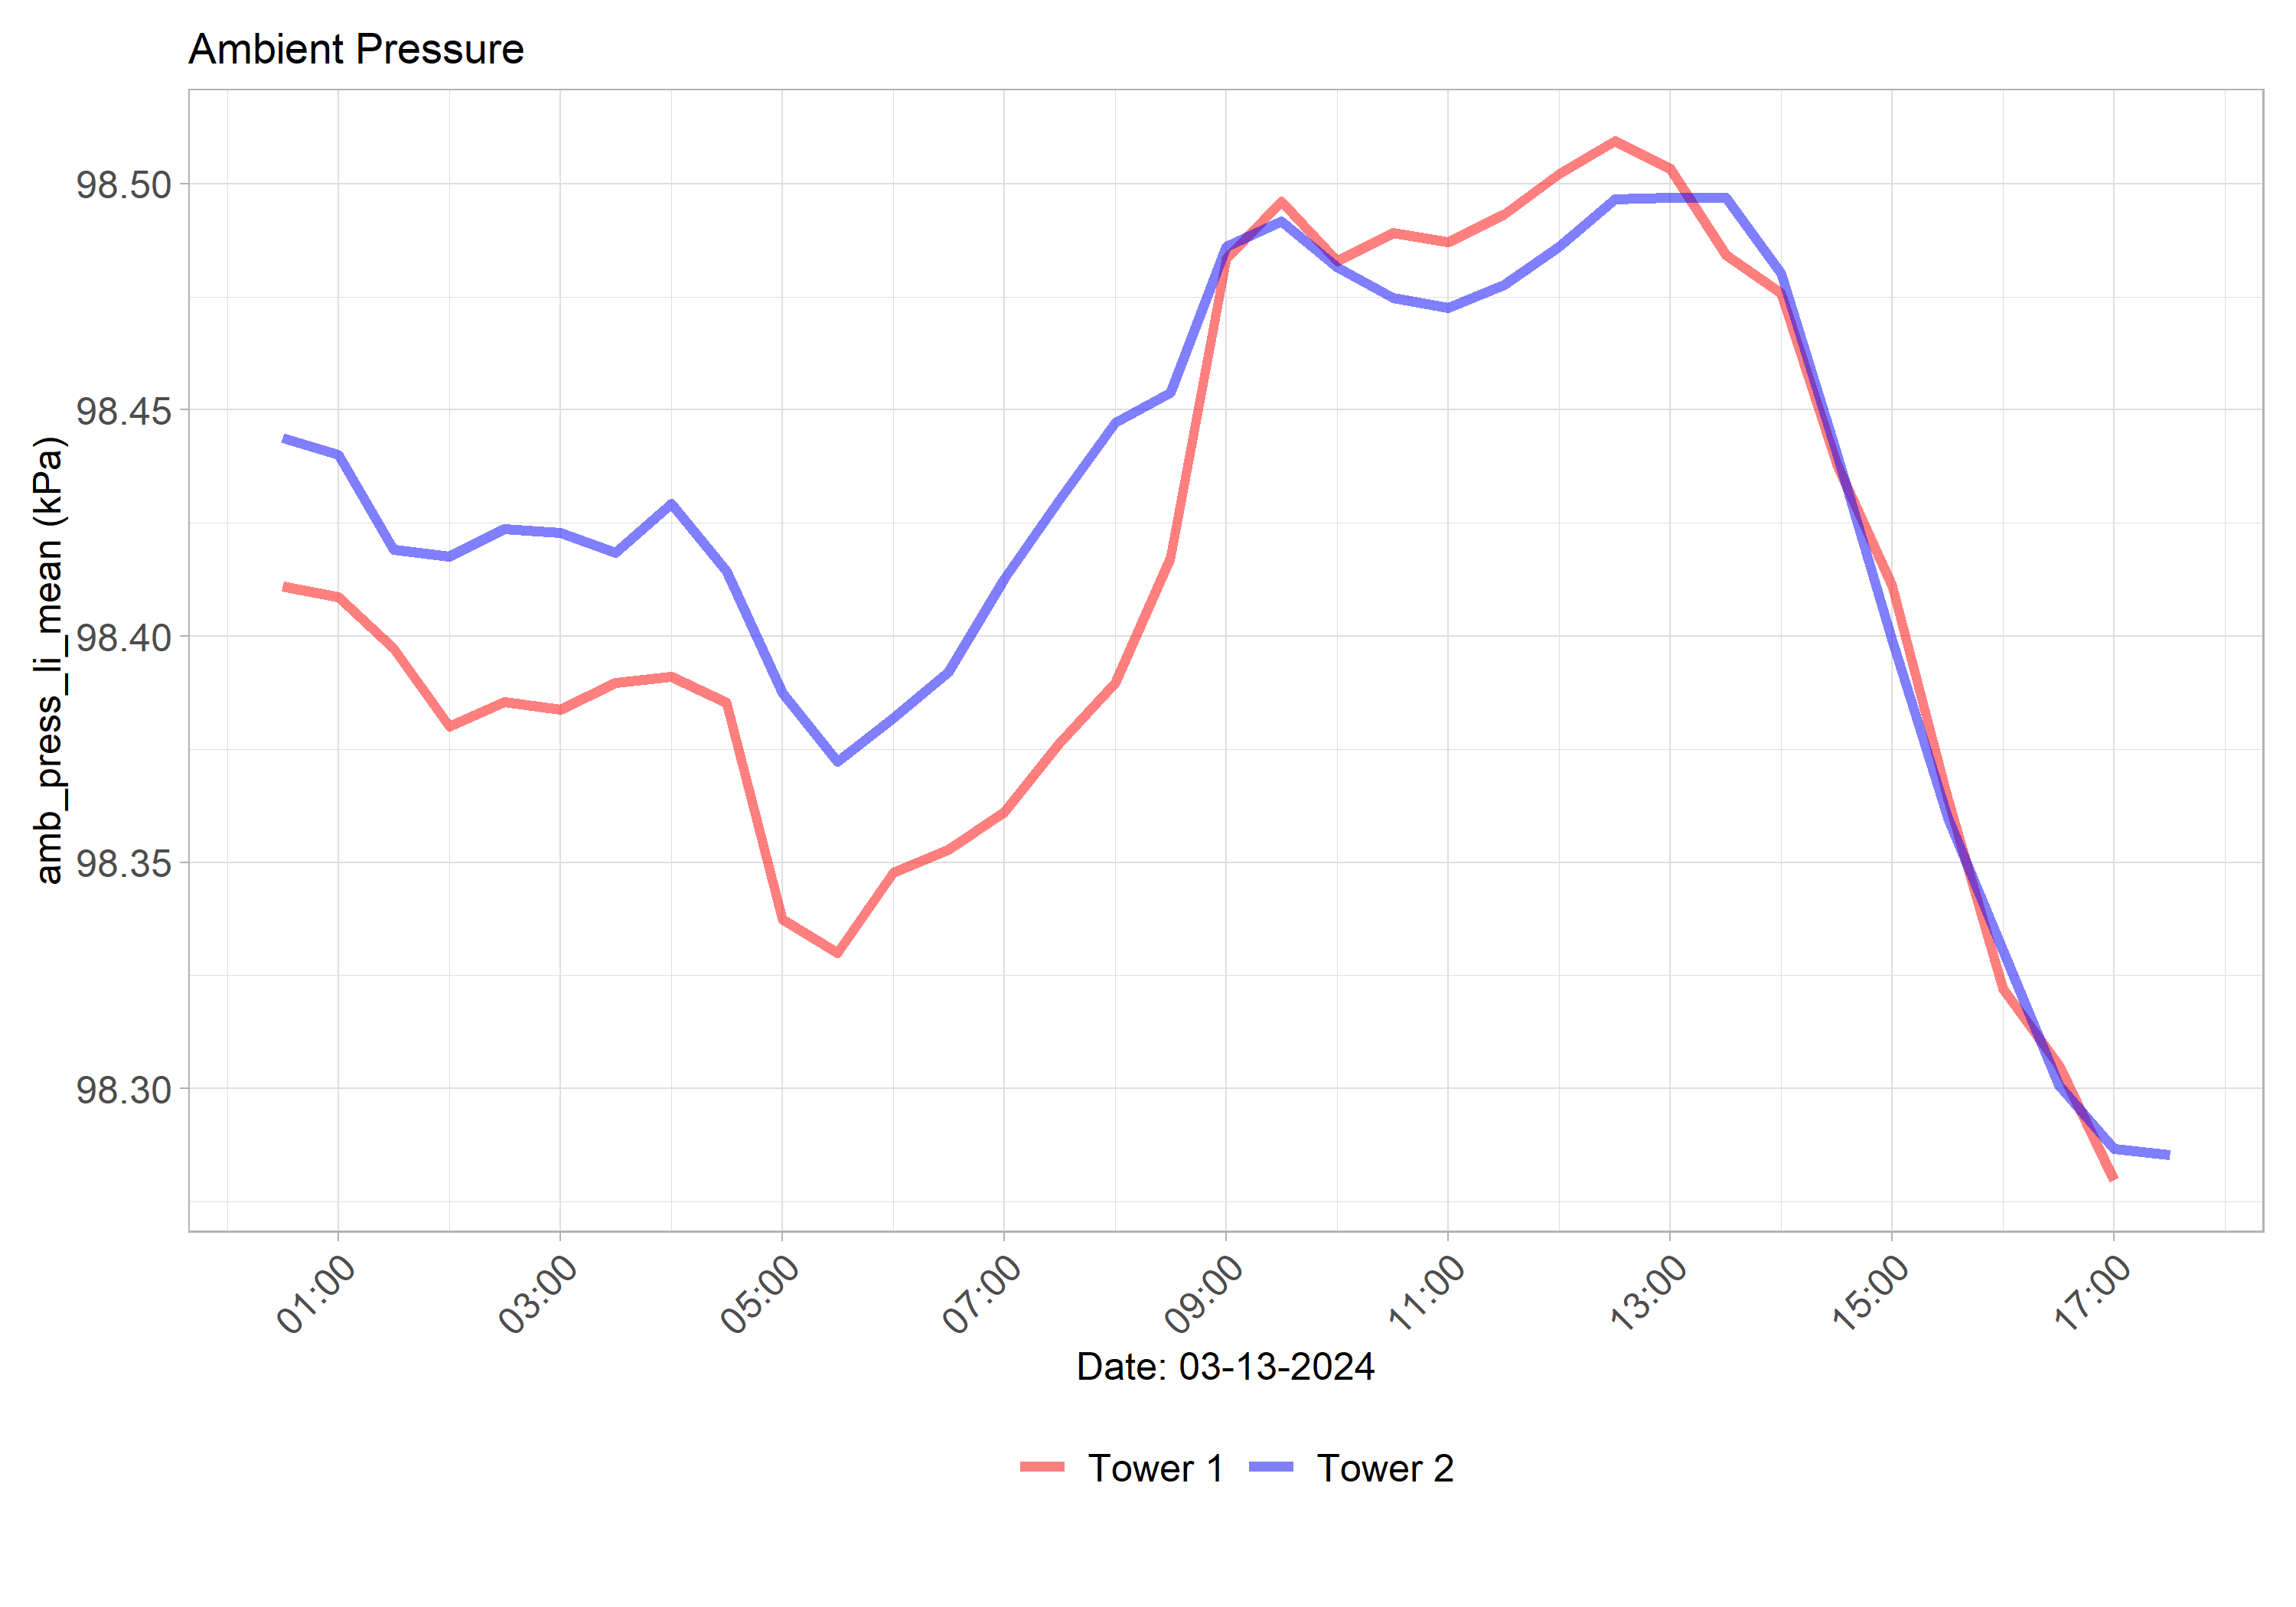 Ambient Pressure
amb_press_li_mean (kPa)
98.50
98.45
98.40
98.35
98.30
01:00 03:00 05:00 07:00 09:00 11:00 13:00 15:00 17:00
Date: 03-13-2024
Tower 1 Tower 2